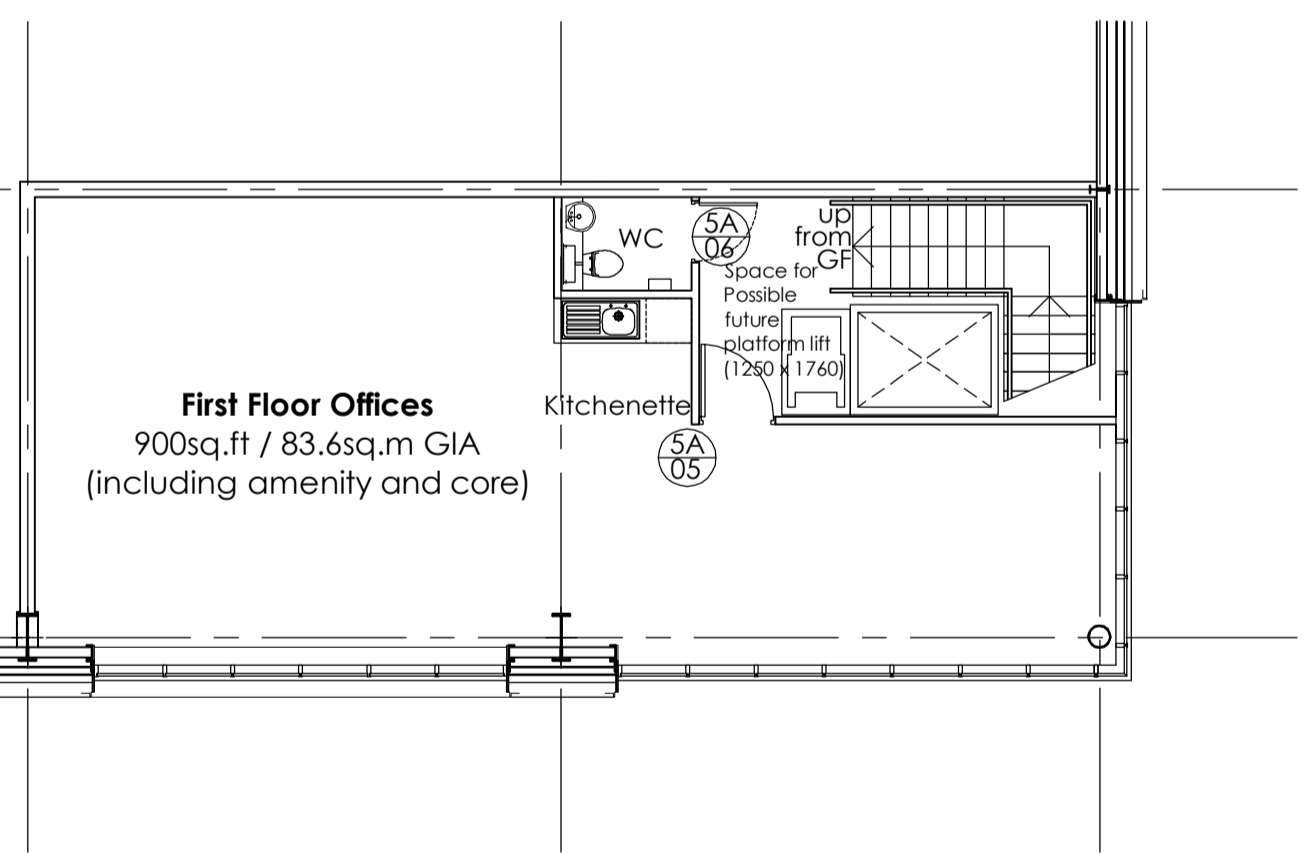 WC
5A
06
up
from
GF
Space for
Possible
future
platform lift
(1250 x 1760)
First Floor Offices
900sq.ft / 83.6sq.m GIA
(including amenity and core)
Kitchenette
5A
05